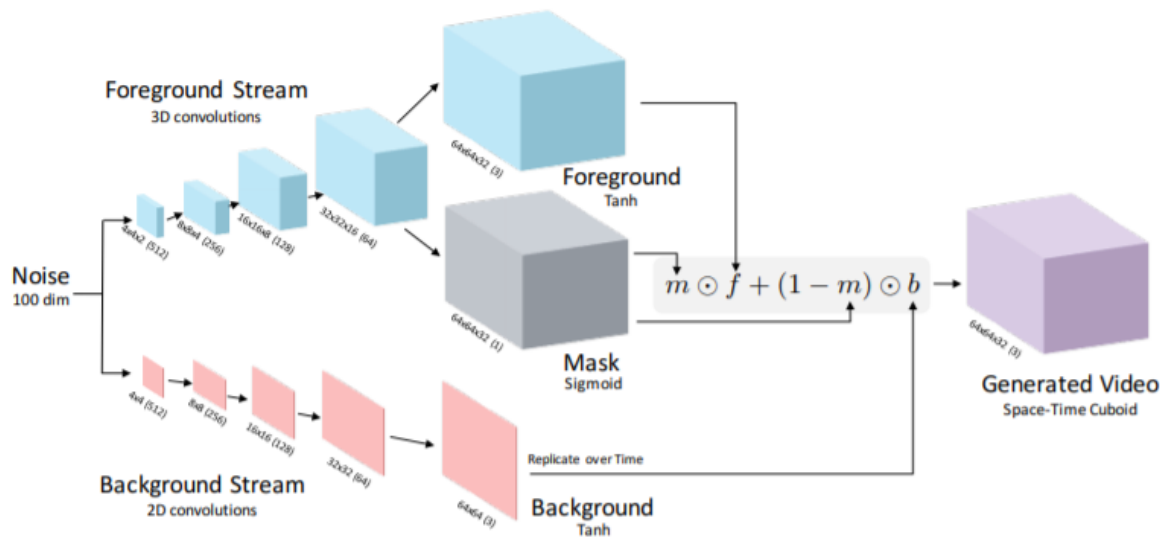 Foreground Stream
3D convolutions
4x4x2 (512)
8x8x4 (256)
16x16x8 (128)
32x32x16 (64)
64x64x32 (3)
Foreground
Tanh
Noise
100 dim
64x64x32 (1)
Mask
Sigmoid
m ⊙ f + (1 − m) ⊙ b
64x64x32 (3)
Generated Video
Space-Time Cuboid
4x4 (512)
8x8 (256)
16x16 (128)
32x32 (64)
64x64 (3)
Replicate over Time
Background Stream
2D convolutions
Background
Tanh